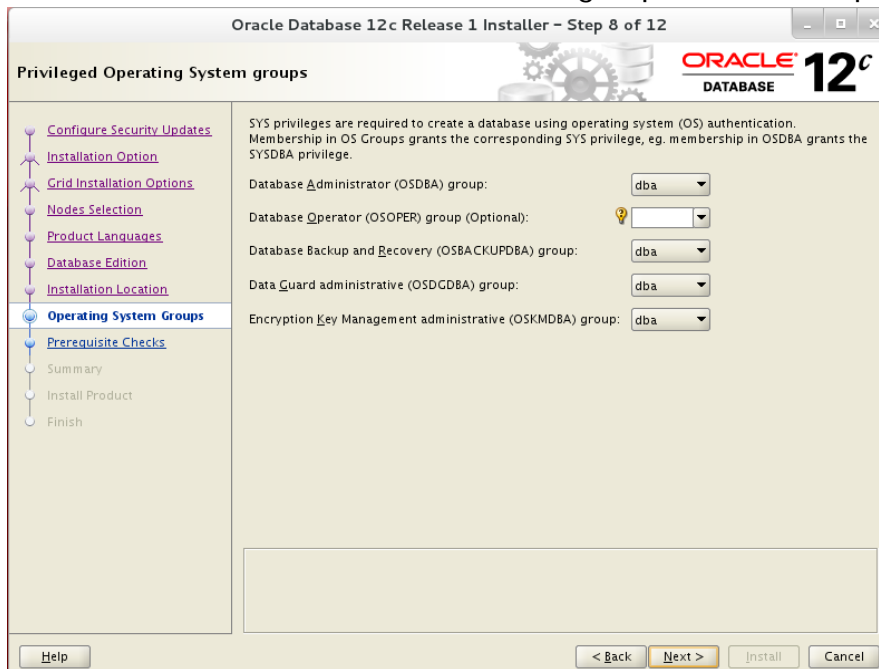 Oracle Database 12c Release 1 Installer – Step 8 of 12
Privileged Operating System groups
ORACLE
DATABASE
12c
Configure Security Updates
Installation Option
Grid Installation Options
Nodes Selection
Product Languages
Database Edition
Installation Location
Operating System Groups
Prerequisite Checks
Summary
Install Product
Finish
SYS privileges are required to create a database using operating system (OS) authentication.
Membership in OS Groups grants the corresponding SYS privilege, eg. membership in OSDBA grants the
SYSDBA privilege.
Database Administrator (OSDBA) group: dba
Database Operator (OSOPER) group (Optional):
Database Backup and Recovery (OSBACKUPDBA) group: dba
Data Guard administrative (OSDGDBA) group: dba
Encryption Key Management administrative (OSKMDBA) group: dba
Help
< Back
Next >
Install
Cancel